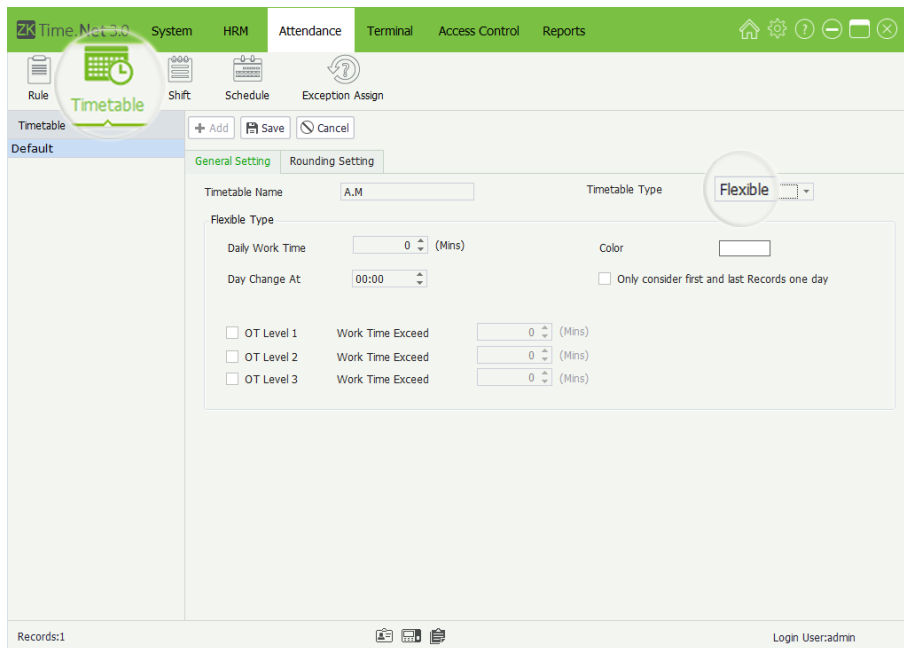 ZK Time.Net 3.0 System HRM Attendance Terminal Access Control Reports
Rule Timetable Shift Schedule Exception Assign
Timetable + Add Save Cancel
Default
General Setting Rounding Setting
Timetable Name A.M Timetable Type Flexible
Flexible Type
Daily Work Time 0 (Mins) Color
Day Change At 00:00 Only consider first and last Records one day
OT Level 1 Work Time Exceed 0 (Mins)
OT Level 2 Work Time Exceed 0 (Mins)
OT Level 3 Work Time Exceed 0 (Mins)
Records:1 Login User:admin